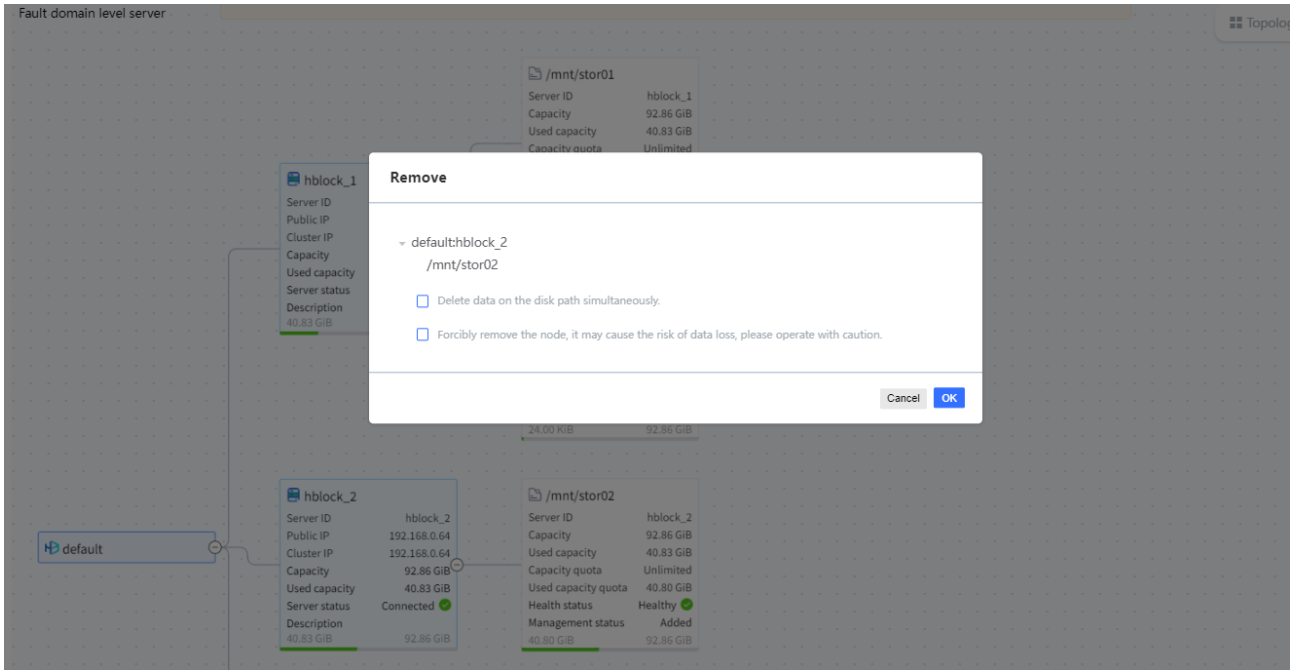 Fault domain level server
Topolog
/mnt/stor01
Server ID hblock_1
Capacity 92.86 GiB
Used capacity 40.83 GiB
Capacity quota Unlimited
hblock_1
Server ID
Public IP
Cluster IP
Capacity
Used capacity
Server status
Description
40.83 GiB
Remove
default:hblock_2
/mnt/stor02
Delete data on the disk path simultaneously.
Forcibly remove the node, it may cause the risk of data loss, please operate with caution.
Cancel OK
24.00 KiB 92.86 GiB
default
hblock_2
Server ID hblock_2
Public IP 192.168.0.64
Cluster IP 192.168.0.64
Capacity 92.86 GiB
Used capacity 40.83 GiB
Server status Connected
Description
40.83 GiB 92.86 GiB
/mnt/stor02
Server ID hblock_2
Capacity 92.86 GiB
Used capacity 40.83 GiB
Capacity quota Unlimited
Used capacity quota 40.80 GiB
Health status Healthy
Management status Added
40.80 GiB 92.86 GiB